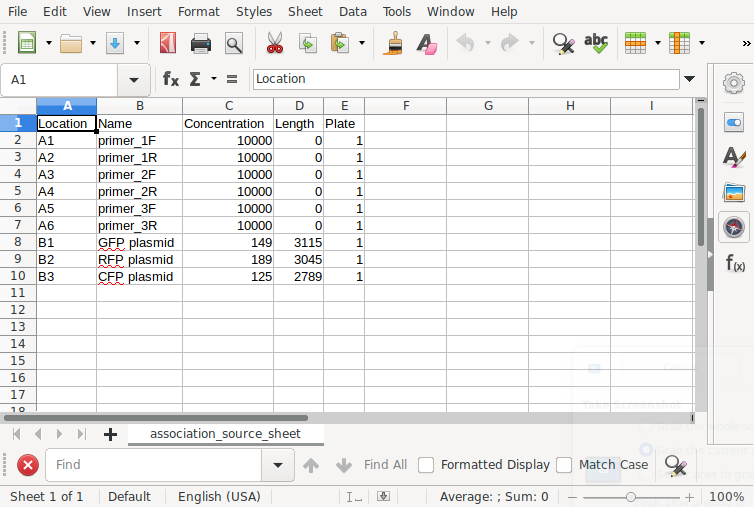 File Edit View Insert Format Styles Sheet Data Tools Window Help
A1 fx Σ = Location
A B C D E F G H I
1 Location Name Concentration Length Plate
2 A1 primer_1F 10000 0 1
3 A2 primer_1R 10000 0 1
4 A3 primer_2F 10000 0 1
5 A4 primer_2R 10000 0 1
6 A5 primer_3F 10000 0 1
7 A6 primer_3R 10000 0 1
8 B1 GFP plasmid 149 3115 1
9 B2 RFP plasmid 189 3045 1
10 B3 CFP plasmid 125 2789 1
11
12
13
14
15
16
17
18
association_source_sheet
Find Find All Formatted Display Match Case
Sheet 1 of 1 Default English (USA) Average: ; Sum: 0 100%